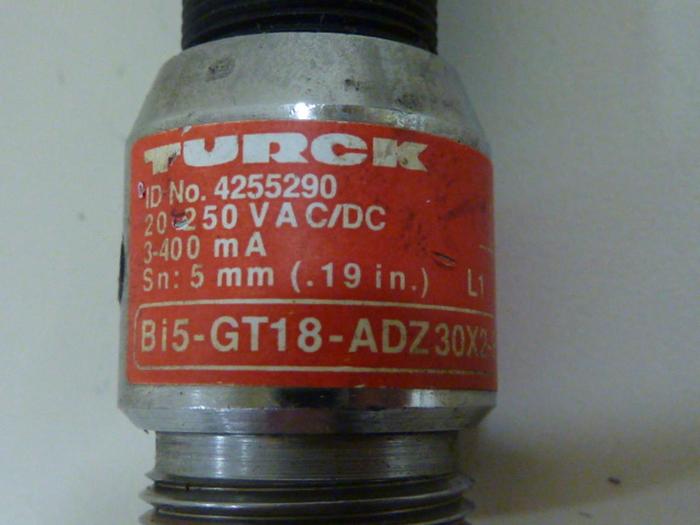 TURCK
ID No. 4255290
20-250 VAC/DC
3-400 mA
Sn: 5 mm (.19 in.) L1
Bi5-GT18-ADZ30X2-